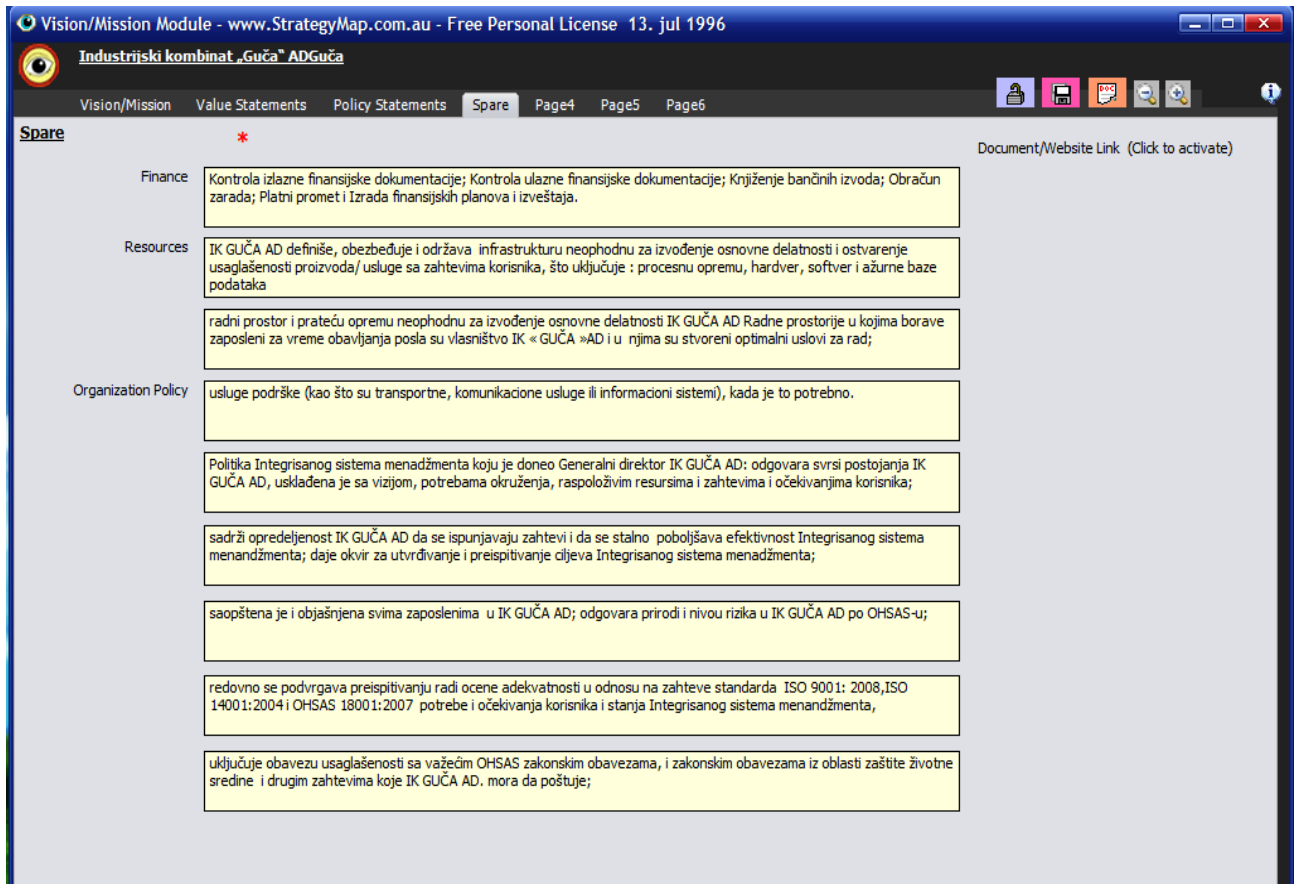 Vision/Mission Module - www.StrategyMap.com.au - Free Personal License 13. jul 1996
Industrijski kombinat „Guča“ ADGuča
Vision/Mission Value Statements Policy Statements Spare Page4 Page5 Page6
DOC
Spare
*
Document/Website Link (Click to activate)
Finance
Kontrola izlazne finansijske dokumentacije; Kontrola ulazne finansijske dokumentacije; Knjiženje bančinih izvoda; Obračun
zarada; Platni promet i Izrada finansijskih planova i izveštaja.
Resources
IK GUČA AD definiše, obezbeđuje i održava infrastrukturu neophodnu za izvođenje osnovne delatnosti i ostvarenje
usaglašenosti proizvoda/ usluge sa zahtevima korisnika, što uključuje : procesnu opremu, hardver, softver i ažurne baze
podataka
radni prostor i prateću opremu neophodnu za izvođenje osnovne delatnosti IK GUČA AD Radne prostorije u kojima borave
zaposleni za vreme obavljanja posla su vlasništvo IK « GUČA »AD i u njima su stvoreni optimalni uslovi za rad;
Organization Policy
usluge podrške (kao što su transportne, komunikacione usluge ili informacioni sistemi), kada je to potrebno.
Politika Integrisanog sistema menadžmenta koju je doneo Generalni direktor IK GUČA AD: odgovara svrsi postojanja IK
GUČA AD, usklađena je sa vizijom, potrebama okruženja, raspoloživim resursima i zahtevima i očekivanjima korisnika;
sadrži opredeljenost IK GUČA AD da se ispunjavaju zahtevi i da se stalno poboljšava efektivnost Integrisanog sistema
menandžmenta; daje okvir za utvrđivanje i preispitivanje ciljeva Integrisanog sistema menadžmenta;
saopštena je i objašnjena svima zaposlenima u IK GUČA AD; odgovara prirodi i nivou rizika u IK GUČA AD po OHSAS-u;
redovno se podvrgava preispitivanju radi ocene adekvatnosti u odnosu na zahteve standarda ISO 9001: 2008,ISO
14001:2004 i OHSAS 18001:2007 potrebe i očekivanja korisnika i stanja Integrisanog sistema menandžmenta,
uključuje obavezu usaglašenosti sa važećim OHSAS zakonskim obavezama, i zakonskim obavezama iz oblasti zaštite životne
sredine i drugim zahtevima koje IK GUČA AD. mora da poštuje;